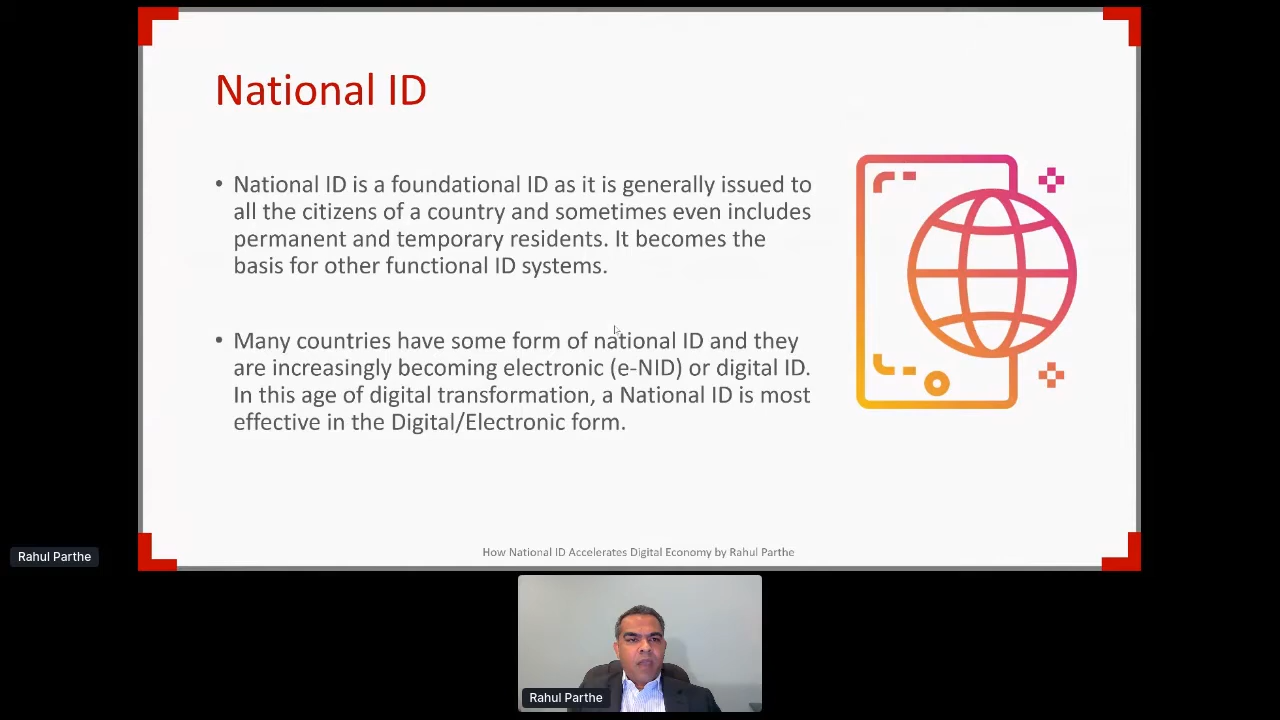 National ID
• National ID is a foundational ID as it is generally issued to
all the citizens of a country and sometimes even includes
permanent and temporary residents. It becomes the
basis for other functional ID systems.
• Many countries have some form of national ID and they
are increasingly becoming electronic (e-NID) or digital ID.
In this age of digital transformation, a National ID is most
effective in the Digital/Electronic form.
How National ID Accelerates Digital Economy by Rahul Parthe
Rahul Parthe
Rahul Parthe